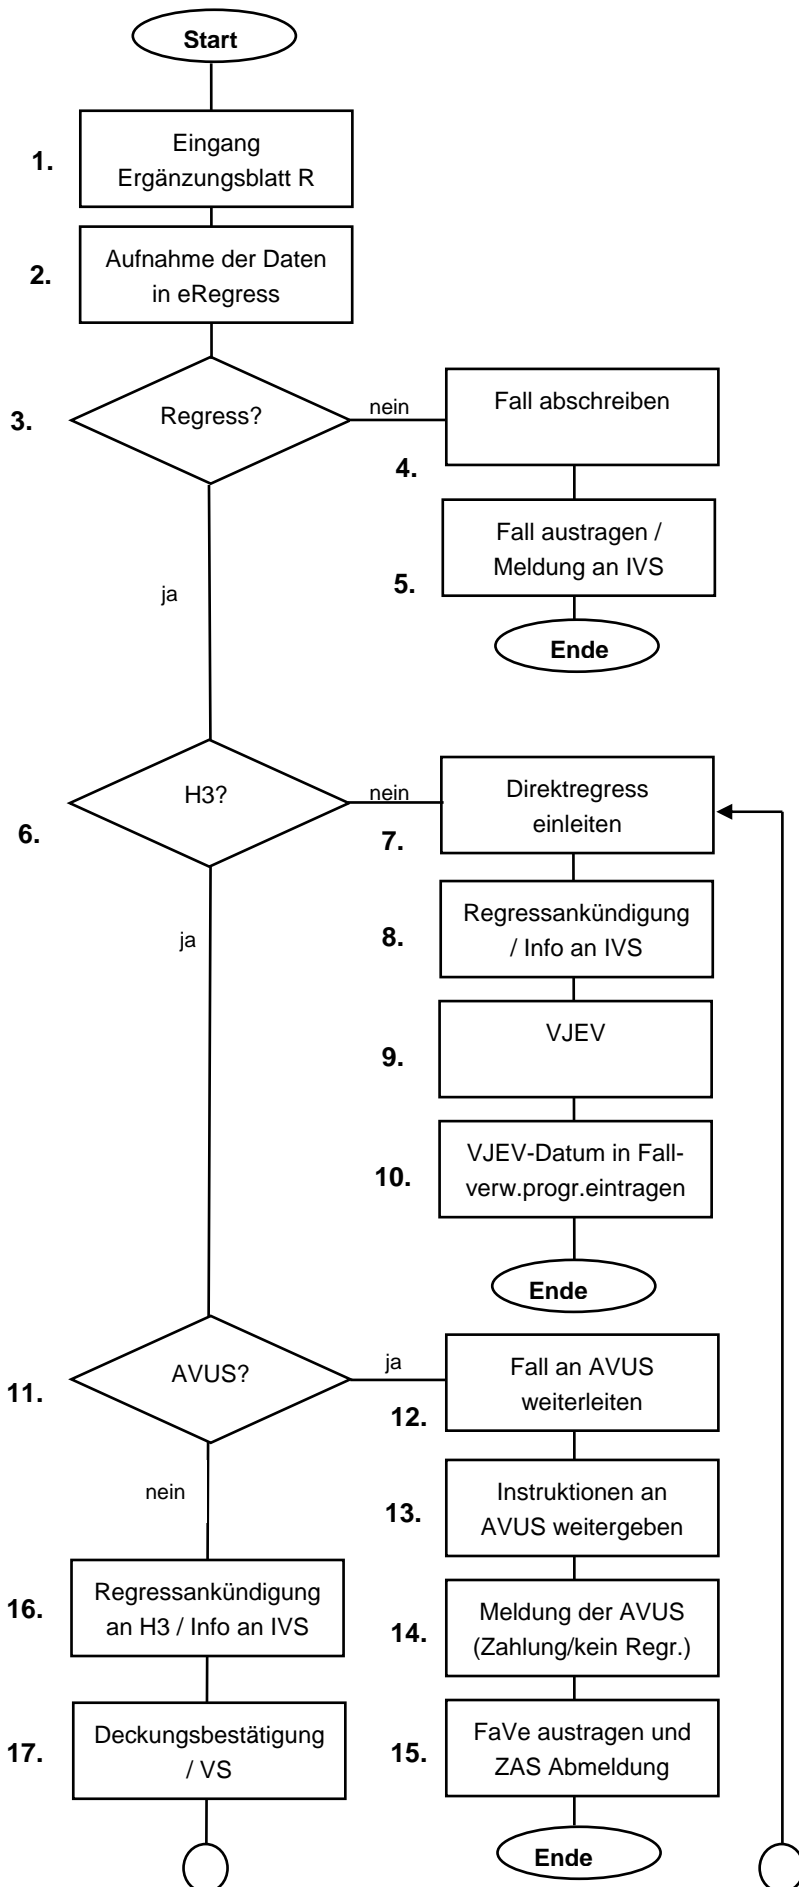 Start
1.
Eingang
Ergänzungsblatt R
2.
Aufnahme der Daten
in eRegress
3.
Regress?
nein
Fall abschreiben
4.
Fall austragen /
Meldung an IVS
5.
ja
Ende
H3?
nein
6.
Direktregress
einleiten
7.
ja
Regressankündigung
/ Info an IVS
8.
VJEV
9.
VJEV-Datum in Fall-
verw.progr.eintragen
10.
Ende
AVUS?
ja
11.
Fall an AVUS
weiterleiten
12.
nein
Instruktionen an
AVUS weitergeben
13.
16.
Regressankündigung
an H3 / Info an IVS
Meldung der AVUS
(Zahlung/kein Regr.)
14.
17.
Deckungsbestätigung
/ VS
FaVe austragen und
ZAS Abmeldung
15.
Ende